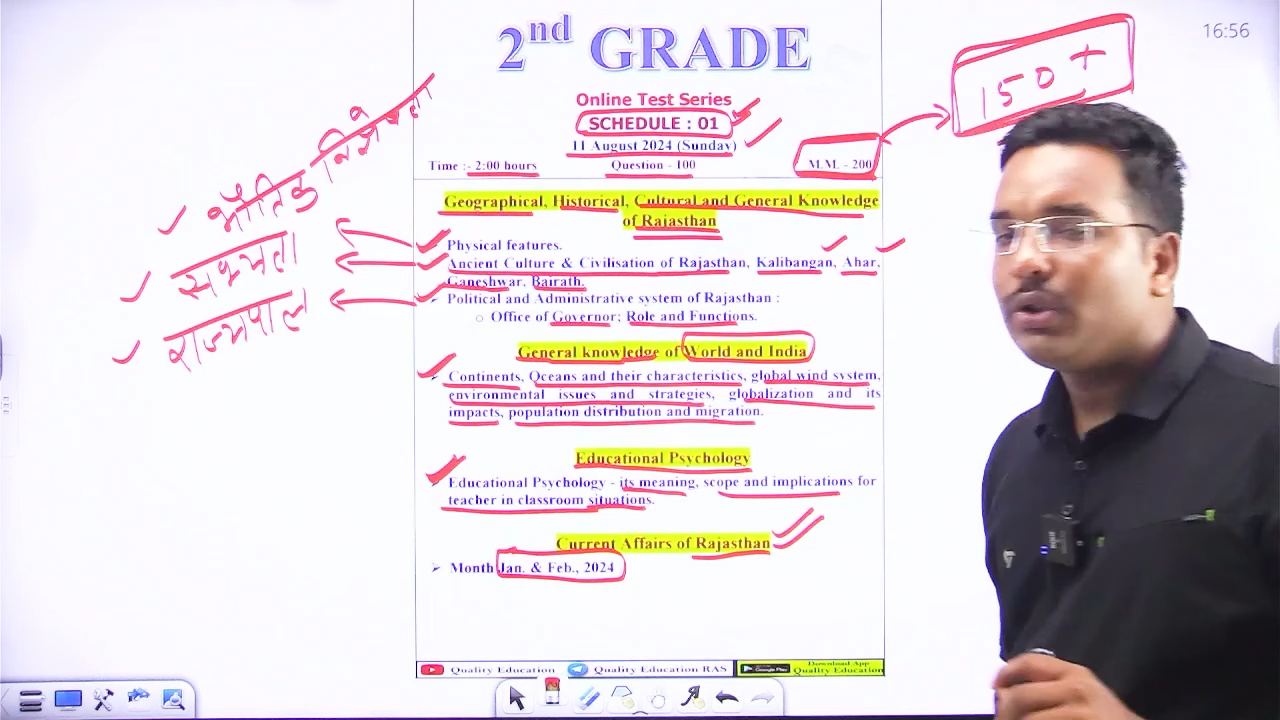 16:56
2nd GRADE
150+
Online Test Series
SCHEDULE : 01
11 August 2024 (Sunday)
Time :- 2:00 hours Question - 100 M.M. - 200
भौतिक विशेषता
सभ्यता
राज्यपाल
Geographical, Historical, Cultural and General Knowledge
of Rajasthan
Physical features.
Ancient Culture & Civilisation of Rajasthan, Kalibangan, Ahar,
Ganeshwar, Bairath.
Political and Administrative system of Rajasthan :
Office of Governor; Role and Functions.
General knowledge of World and India
Continents, Oceans and their characteristics, global wind system,
environmental issues and strategies, globalization and its
impacts, population distribution and migration.
Educational Psychology
Educational Psychology - its meaning, scope and implications for
teacher in classroom situations.
Current Affairs of Rajasthan
Month Jan. & Feb., 2024
Quality Education Quality Education RAS Google Play Download App
Quality Education